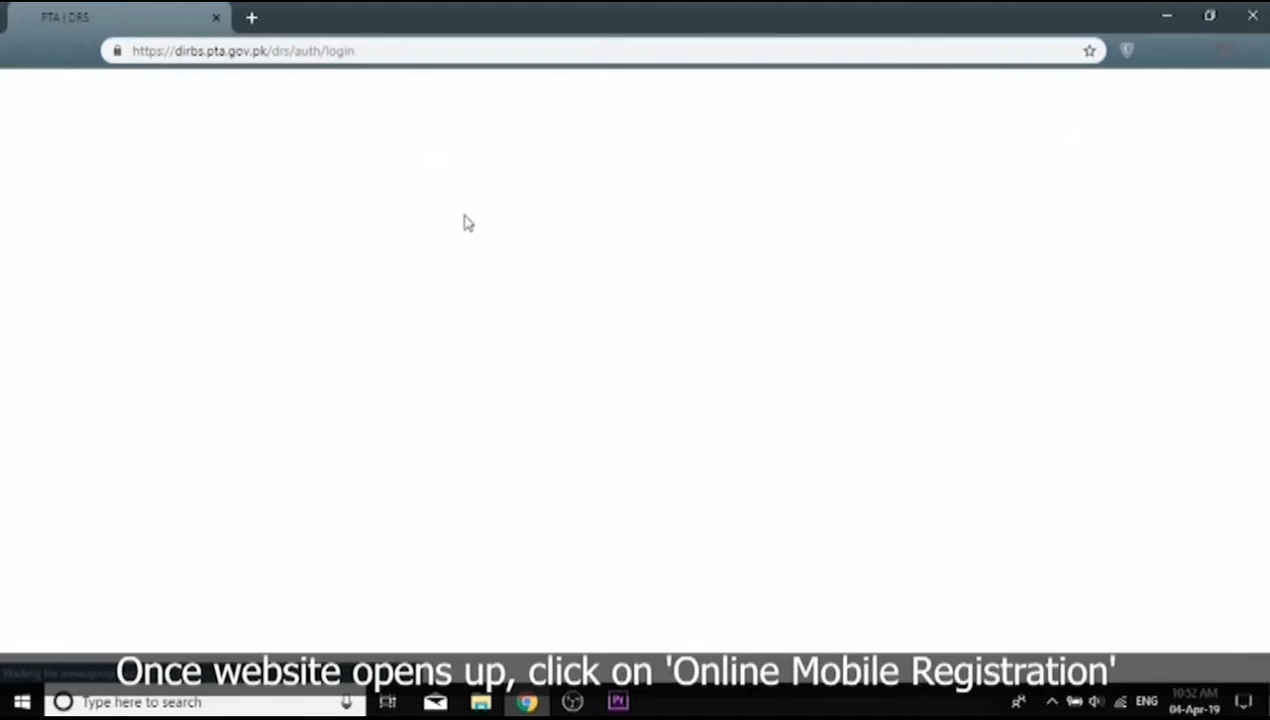 PTA | DRS
https://dirbs.pta.gov.pk/drs/auth/login
Once website opens up, click on 'Online Mobile Registration'
Type here to search
Pr
ENG
10:52 AM
04-Apr-19